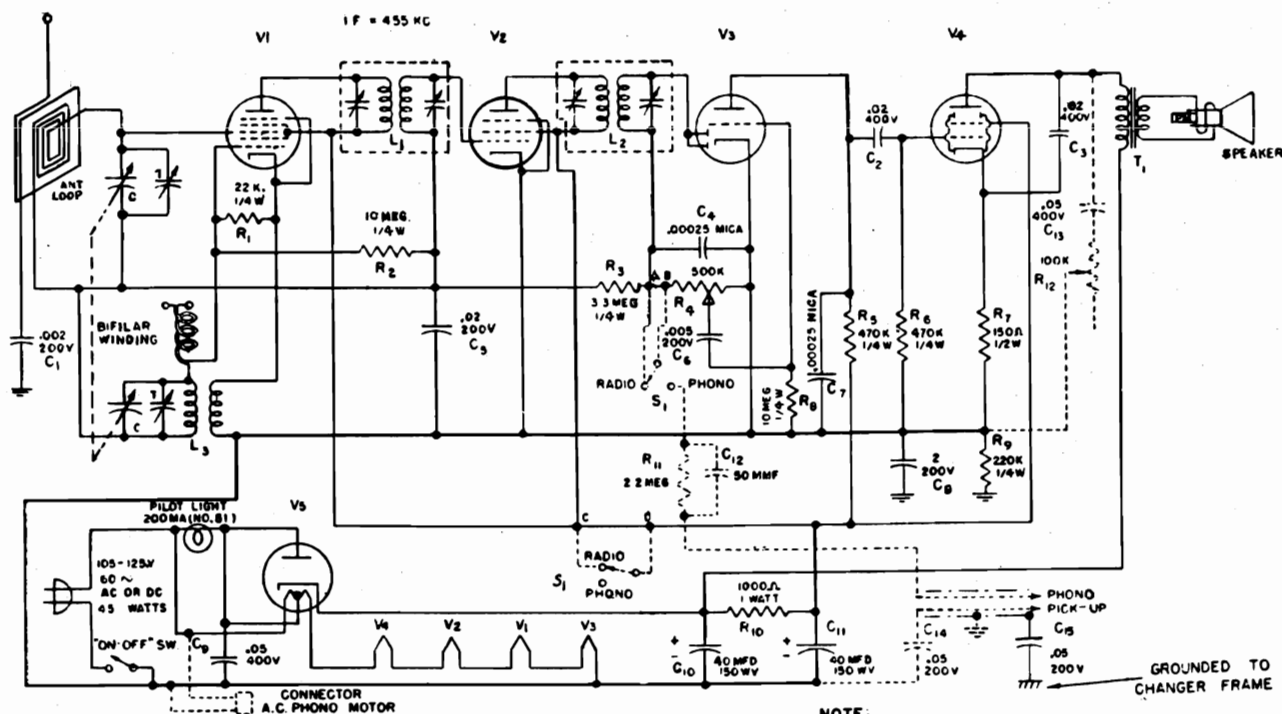 I F = 455 KC
V1
V2
V3
V4
L1
L2
ANT
LOOP
C
T
22 K.
1/4 W
R1
10 MEG.
1/4 W
R2
C4
.00025 MICA
.02
400V
C2
.02
400V
C3
T1
SPEAKER
.05
400V
C13
100K
R12
R3
3.3 MEG
1/4 W
A
B
500K
R4
.005
200V
C6
RADIO
PHONO
S1
10 MEG
1/4 W
R8
.00025 MICA
C7
R5
470K
1/4 W
R6
470K
1/4 W
R7
150Ω
1/2 W
.002
200V
C1
BIFILAR
WINDING
.02
200V
C5
C
T
L3
R11
2.2 MEG
C12
50 MMF
2
200V
C8
R9
220K
1/4 W
PILOT LIGHT
200 MA (NO. 81)
V5
105-125V
60 ~
AC OR DC
45 WATTS
"ON-OFF" SW.
C9
.05
400V
V4
V2
V1
V3
C
D
RADIO
PHONO
S1
1000Ω
1 WATT
R10
+
-
C10
40 MFD
150 WV
+
-
C11
40 MFD
150 WV
PHONO
PICK-UP
C14
.05
200V
C15
.05
200V
GROUNDED TO
CHANGER FRAME
CONNECTOR
A.C. PHONO MOTOR
NOTE: